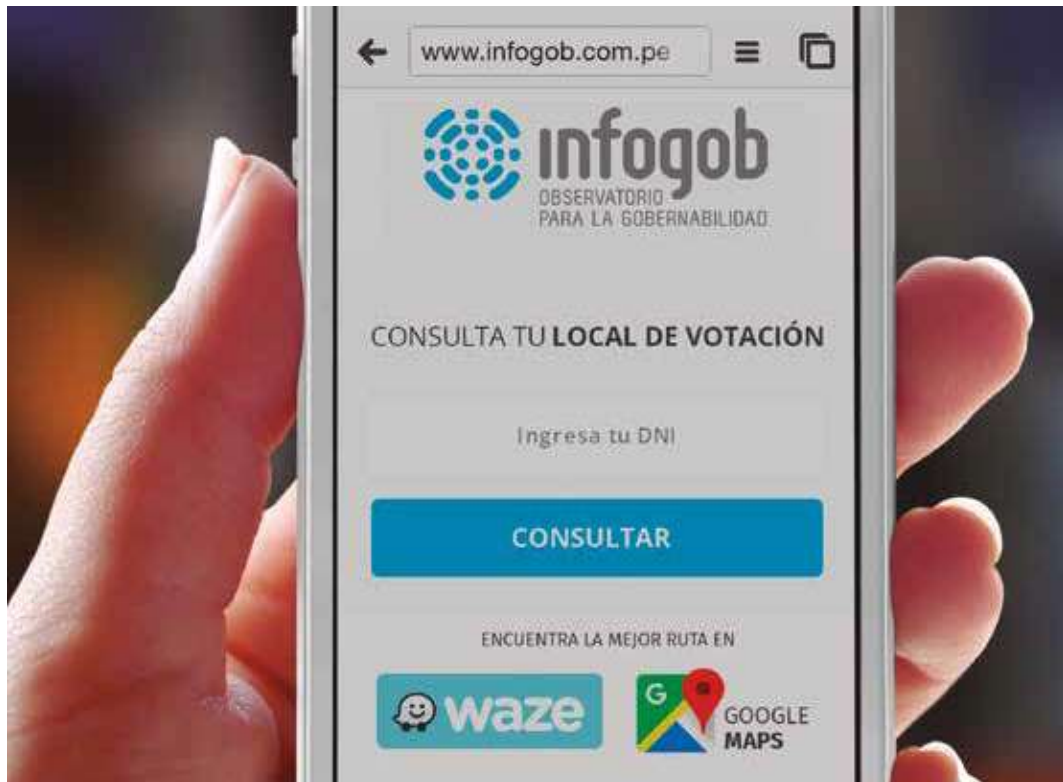 www.infogob.com.pe
infogob
OBSERVATORIO
PARA LA GOBERNABILIDAD
CONSULTA TU LOCAL DE VOTACIÓN
Ingresa tu DNI
CONSULTAR
ENCUENTRA LA MEJOR RUTA EN
waze
G
GOOGLE
MAPS